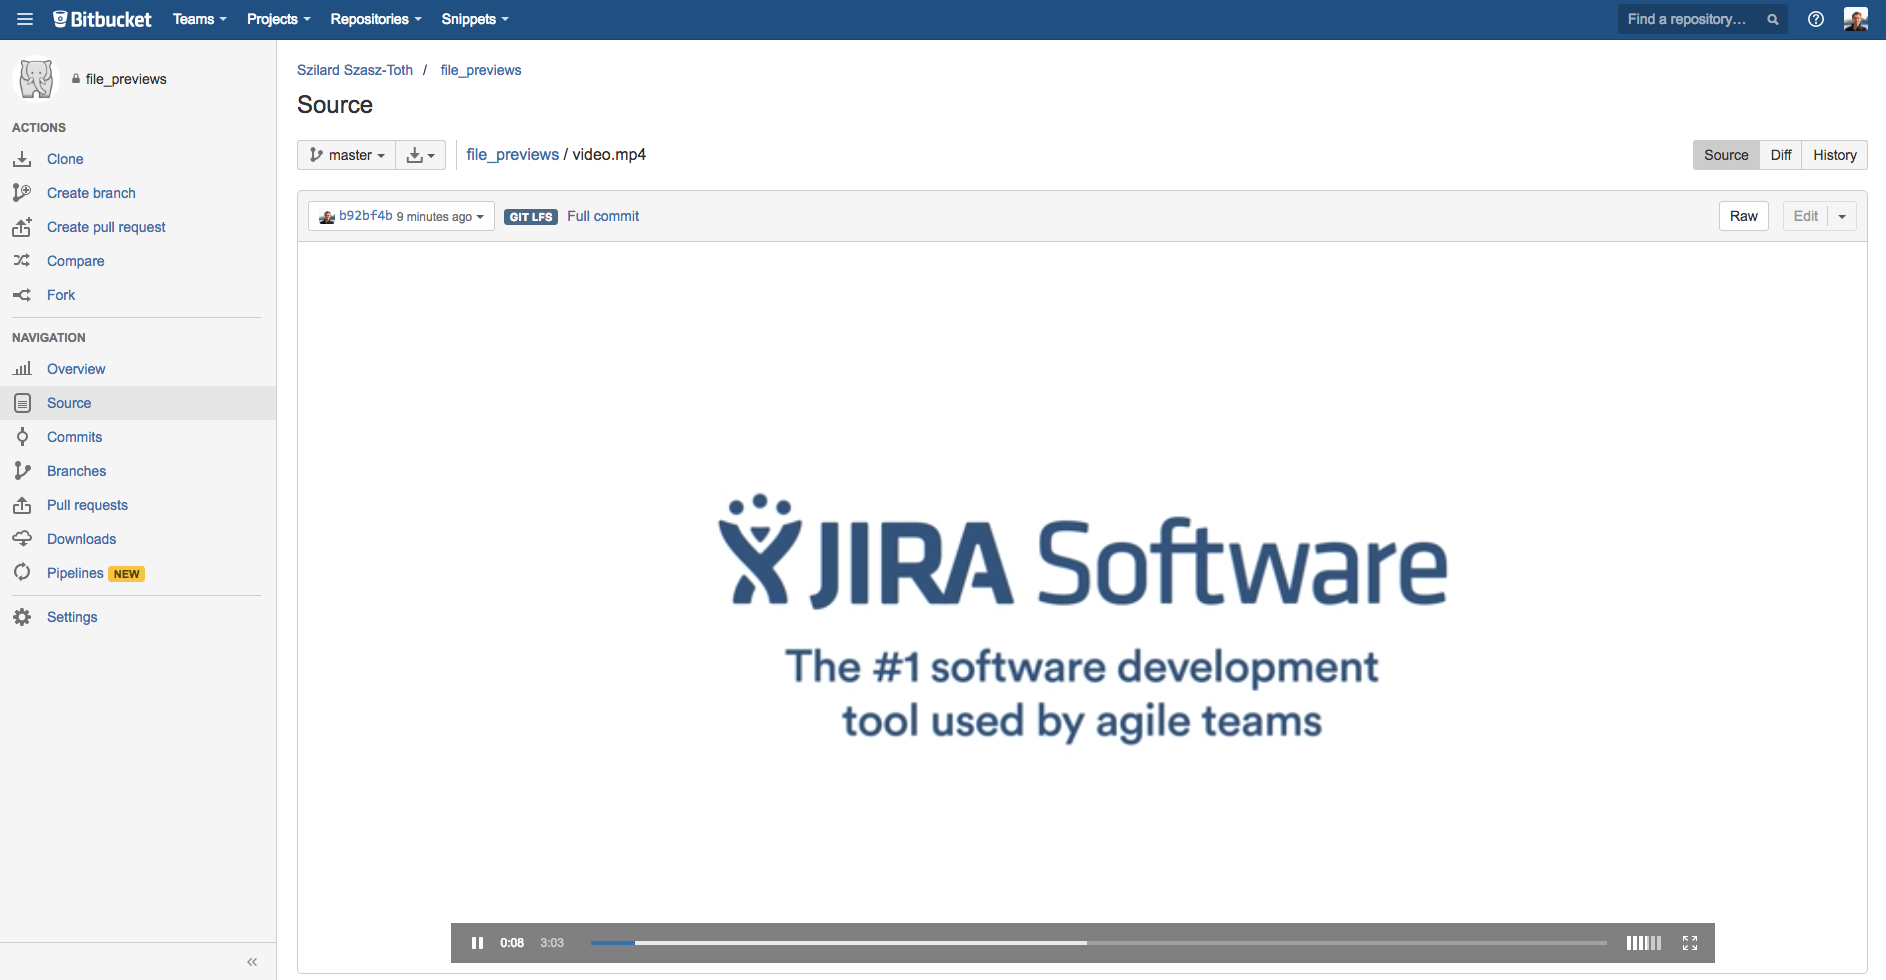 Bitbucket Teams Projects Repositories Snippets Find a repository...
file_previews
ACTIONS
Clone
Create branch
Create pull request
Compare
Fork
NAVIGATION
Overview
Source
Commits
Branches
Pull requests
Downloads
Pipelines NEW
Settings
Szilard Szasz-Toth / file_previews
Source
master file_previews / video.mp4 Source Diff History
b92bf4b 9 minutes ago GIT LFS Full commit Raw Edit
JIRA Software
The #1 software development
tool used by agile teams
0:08 3:03